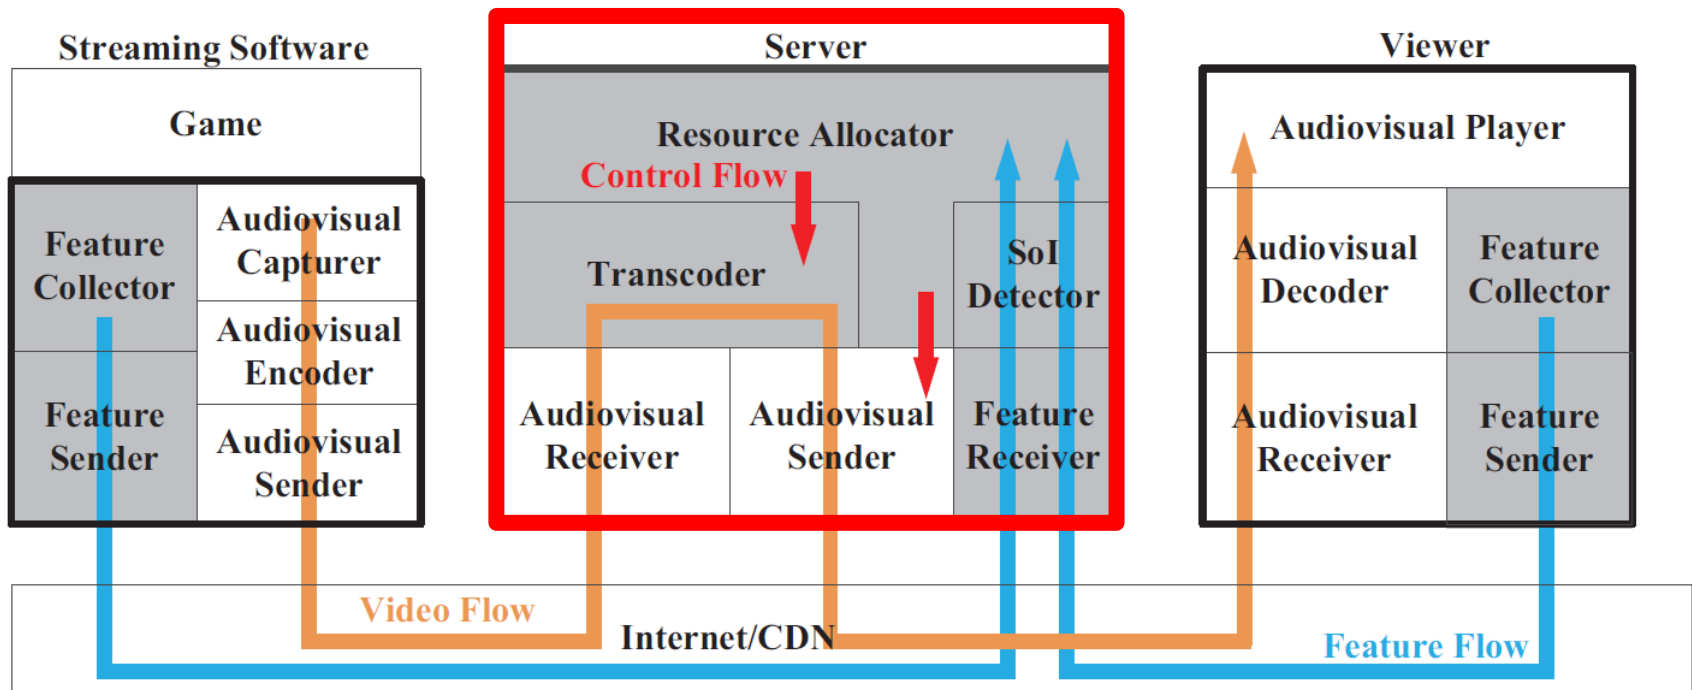 Streaming Software
Game
Feature
Collector
Feature
Sender
Audiovisual
Capturer
Audiovisual
Encoder
Audiovisual
Sender
Server
Resource Allocator
Control Flow
Transcoder
SoI
Detector
Audiovisual
Receiver
Audiovisual
Sender
Feature
Receiver
Viewer
Audiovisual Player
Audiovisual
Decoder
Feature
Collector
Audiovisual
Receiver
Feature
Sender
Video Flow
Internet/CDN
Feature Flow